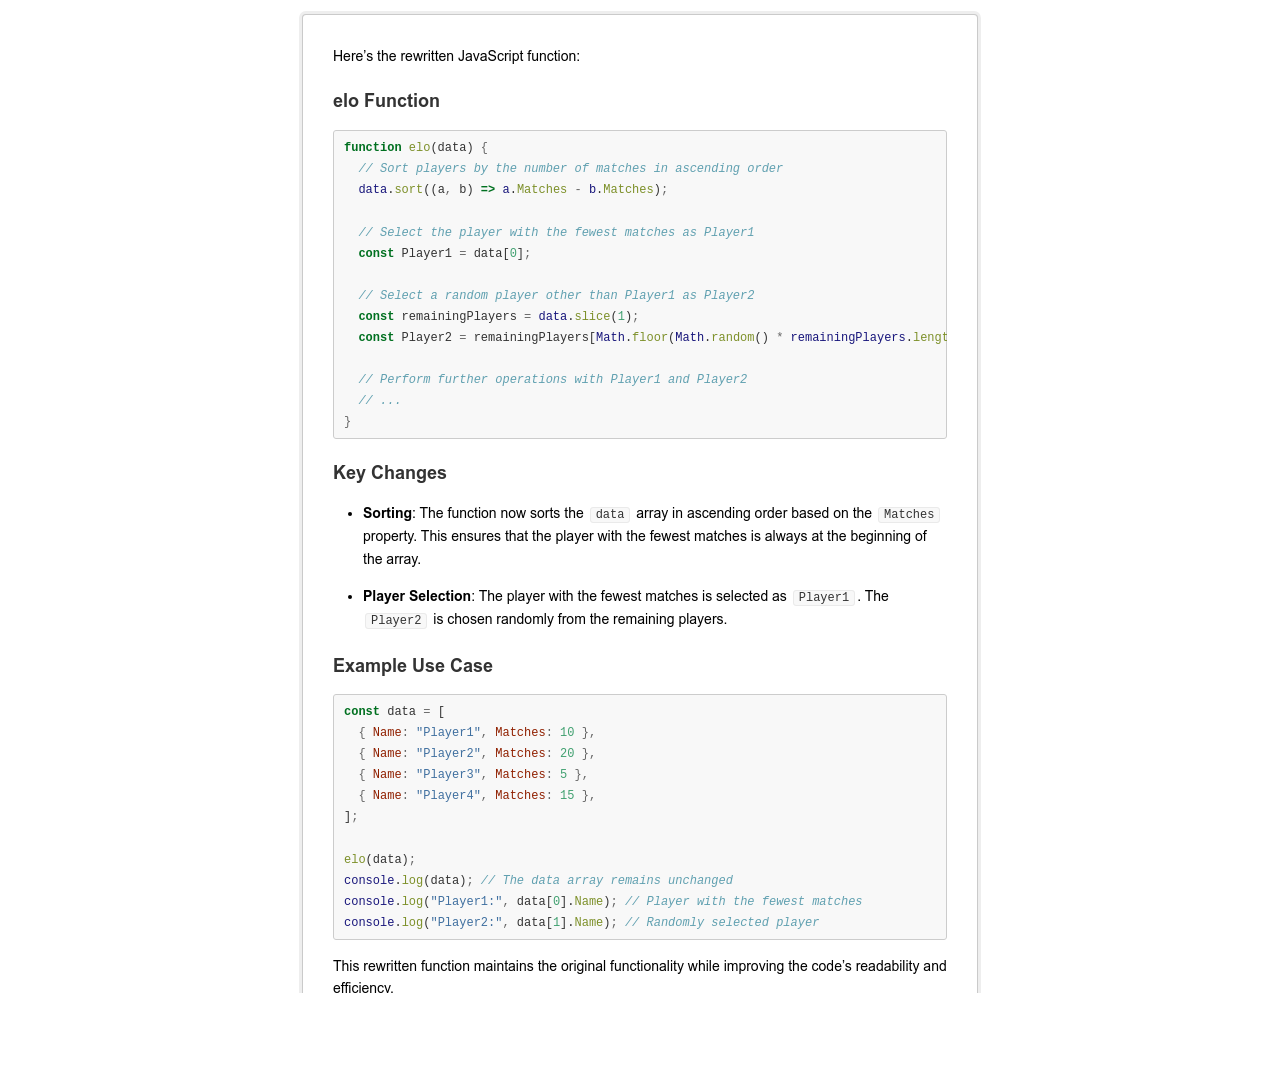 Here’s the rewritten JavaScript function:
elo Function
function elo(data) {
  // Sort players by the number of matches in ascending order
  data.sort((a, b) => a.Matches - b.Matches);

  // Select the player with the fewest matches as Player1
  const Player1 = data[0];

  // Select a random player other than Player1 as Player2
  const remainingPlayers = data.slice(1);
  const Player2 = remainingPlayers[Math.floor(Math.random() * remainingPlayers.lengt

  // Perform further operations with Player1 and Player2
  // ...
}
Key Changes
• Sorting: The function now sorts the data array in ascending order based on the Matches
property. This ensures that the player with the fewest matches is always at the beginning of
the array.
• Player Selection: The player with the fewest matches is selected as Player1 . The
Player2 is chosen randomly from the remaining players.
Example Use Case
const data = [
  { Name: "Player1", Matches: 10 },
  { Name: "Player2", Matches: 20 },
  { Name: "Player3", Matches: 5 },
  { Name: "Player4", Matches: 15 },
];

elo(data);
console.log(data); // The data array remains unchanged
console.log("Player1:", data[0].Name); // Player with the fewest matches
console.log("Player2:", data[1].Name); // Randomly selected player
This rewritten function maintains the original functionality while improving the code’s readability and
efficiency.